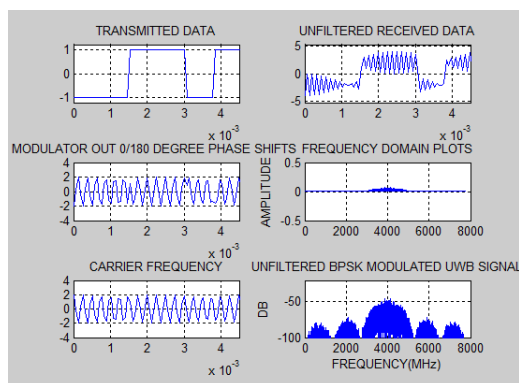 TRANSMITTED DATA
1
0
-1
0 1 2 3 4
x 10^-3
UNFILTERED RECEIVED DATA
5
0
-5
0 1 2 3 4
x 10^-3
MODULATOR OUT 0/180 DEGREE PHASE SHIFTS
4
2
0
-2
-4
0 1 2 3 4
x 10^-3
FREQUENCY DOMAIN PLOTS
AMPLITUDE
0.5
0
-0.5
0 2000 4000 6000 8000
CARRIER FREQUENCY
4
2
0
-2
-4
0 1 2 3 4
x 10^-3
UNFILTERED BPSK MODULATED UWB SIGNAL
DB
-50
-100
0 2000 4000 6000 8000
FREQUENCY(MHz)